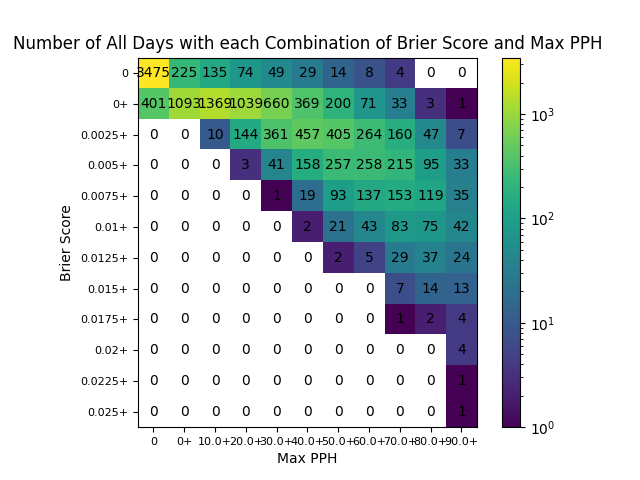 Number of All Days with each Combination of Brier Score and Max PPH
0 3475 225 135 74 49 29 14 8 4 0 0
0+ 401 1093 1369 1039 660 369 200 71 33 3 1
0.0025+ 0 0 10 144 361 457 405 264 160 47 7
0.005+ 0 0 0 3 41 158 257 258 215 95 33
0.0075+ 0 0 0 0 1 19 93 137 153 119 35
0.01+ 0 0 0 0 0 2 21 43 83 75 42
0.0125+ 0 0 0 0 0 0 2 5 29 37 24
0.015+ 0 0 0 0 0 0 0 0 7 14 13
0.0175+ 0 0 0 0 0 0 0 0 1 2 4
0.02+ 0 0 0 0 0 0 0 0 0 0 4
0.0225+ 0 0 0 0 0 0 0 0 0 0 1
0.025+ 0 0 0 0 0 0 0 0 0 0 1
0 0+ 10.0+ 20.0+ 30.0+ 40.0+ 50.0+ 60.0+ 70.0+ 80.0+ 90.0+
Max PPH
Brier Score
10³
10²
10¹
10⁰